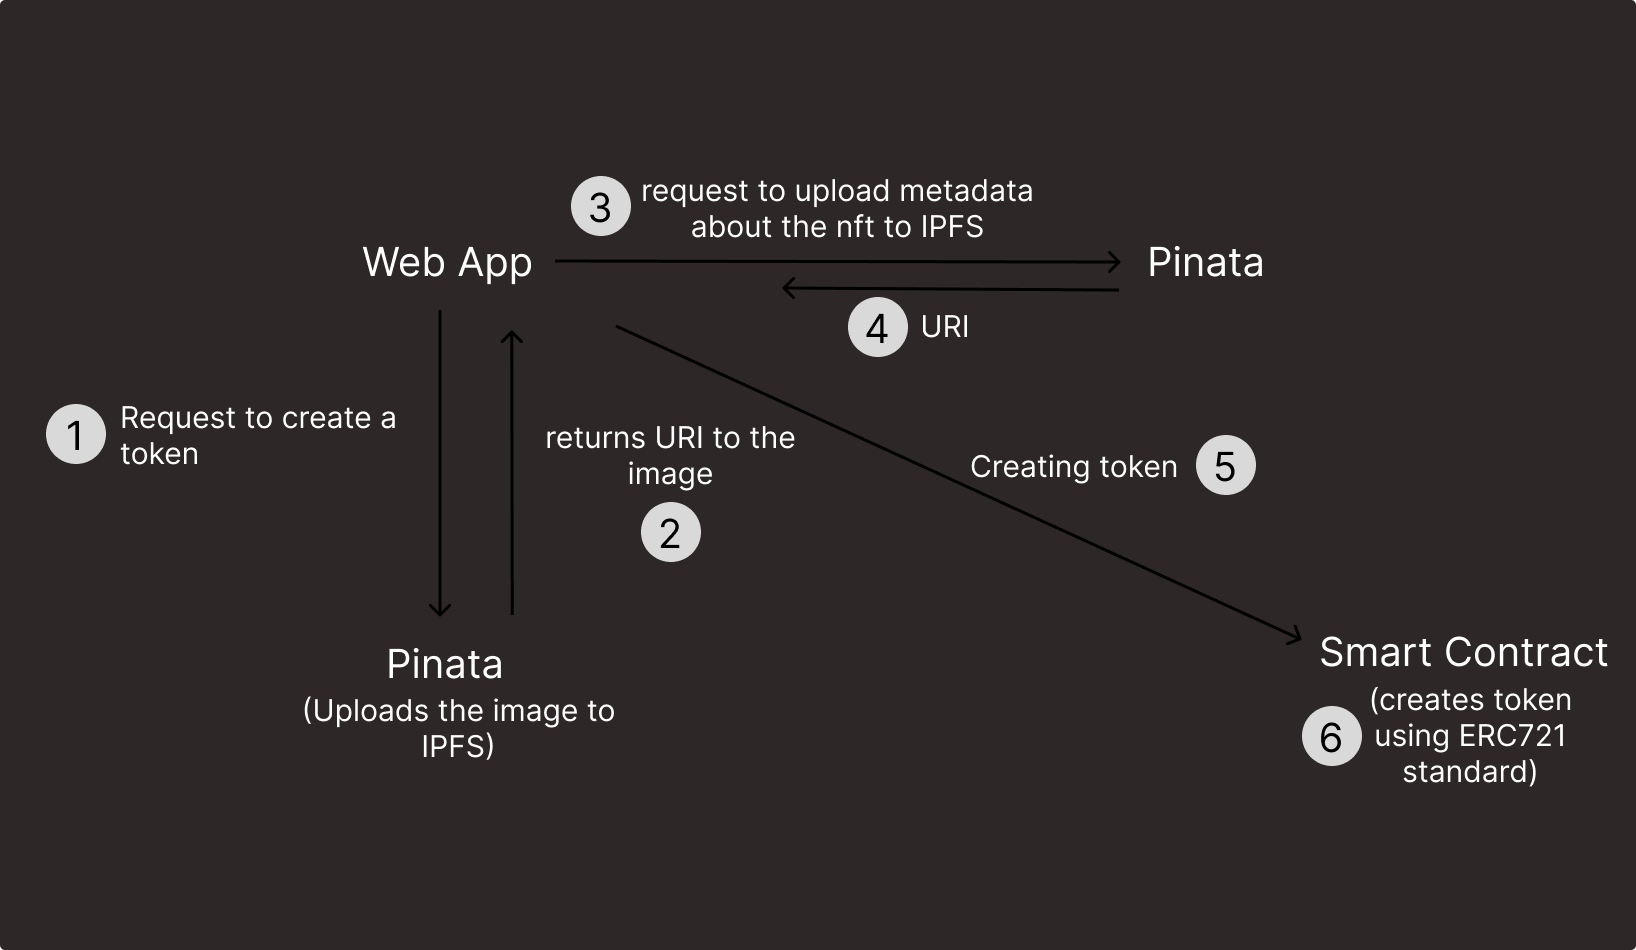 3
request to upload metadata
about the nft to IPFS
Web App
Pinata
4
URI
1
Request to create a
token
returns URI to the
image
2
Creating token
5
Pinata
(Uploads the image to
IPFS)
Smart Contract
6
(creates token
using ERC721
standard)